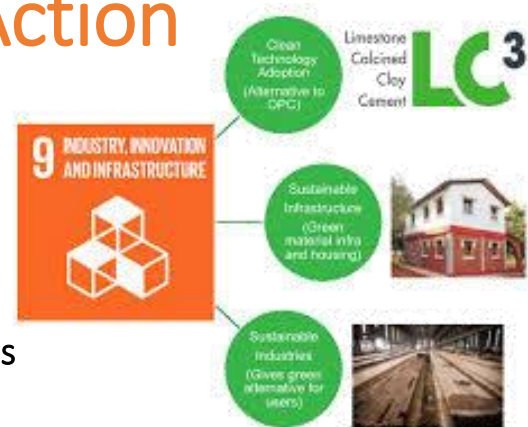 Action
9 INDUSTRY, INNOVATION
AND INFRASTRUCTURE
Clean
Technology
Adoption
(Alternative to
OPC)
Limestone
Calcined
Clay
Cement
LC3
Sustainable
Infrastructure
(Green
material infra
and housing)
s
Sustainable
Industries
(Gives green
alternative for
users)